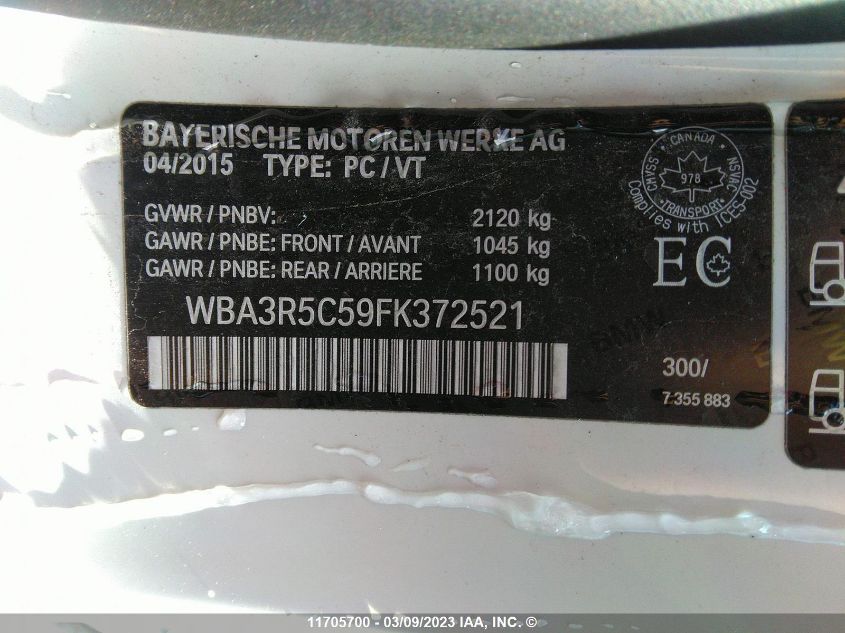 BAYERISCHE MOTOREN WERKE AG
04/2015 TYPE: PC / VT
GVWR / PNBV: 2120 kg
GAWR / PNBE: FRONT / AVANT 1045 kg
GAWR / PNBE: REAR / ARRIERE 1100 kg
WBA3R5C59FK372521
CANADA
CMVSS NSVAC
978
TRANSPORT
Complies with ICES-002
EC
300/
7 355 883
11705700 - 03/09/2023 IAA, INC. ©